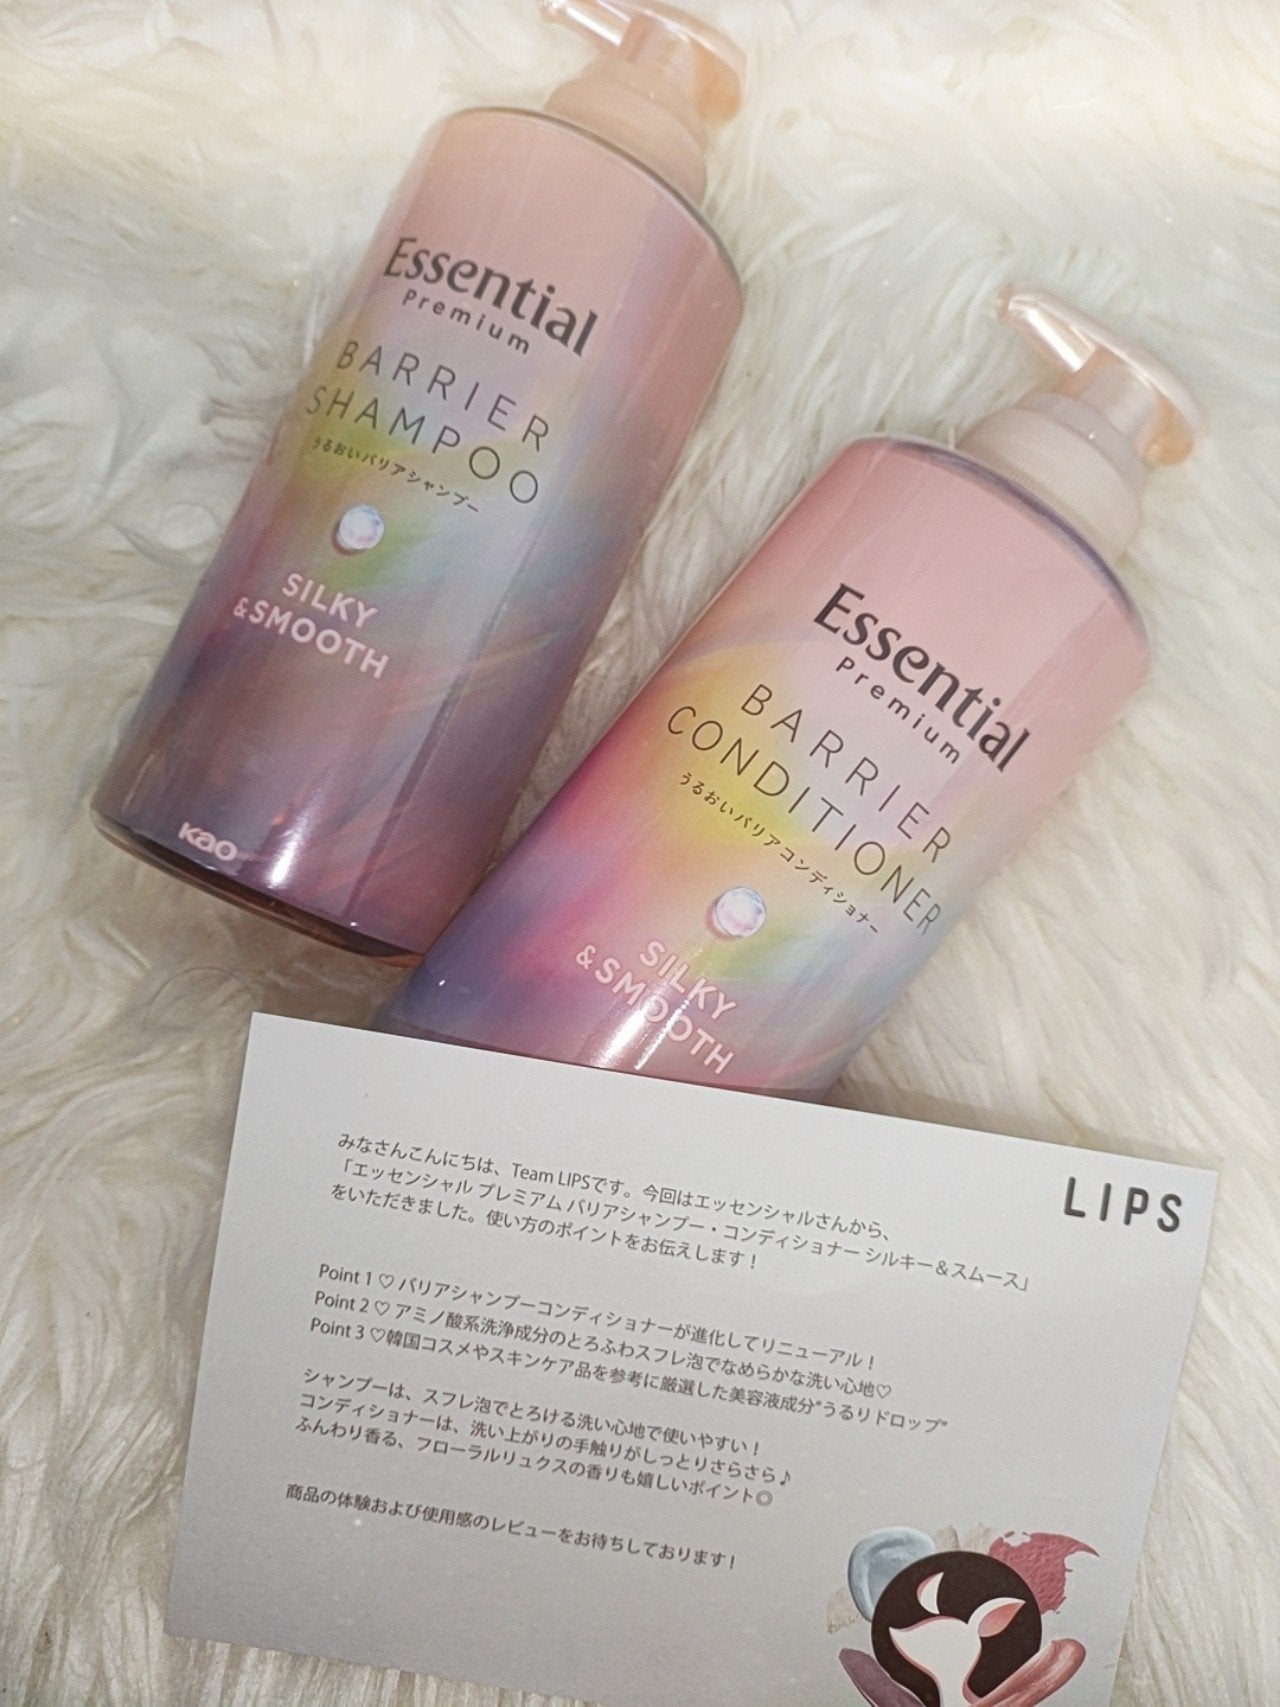 Essential
Premium
BARRIER
SHAMPOO
うるおいバリアシャンプー
SILKY
&SMOOTH
Kao
Essential
Premium
BARRIER
CONDITIONER
うるおいバリアコンディショナー
SILKY
&SMOOTH
LIPS
みなさんこんにちは、Team LIPSです。今回はエッセンシャルさんから、
「エッセンシャル プレミアム バリアシャンプー・コンディショナー シルキー＆スムース」
をいただきました。使い方のポイントをお伝えします！
Point 1 ♡ バリアシャンプーコンディショナーが進化してリニューアル！
Point 2 ♡ アミノ酸系洗浄成分のとろふわスフレ泡でなめらかな洗い心地♡
Point 3 ♡韓国コスメやスキンケア品を参考に厳選した美容液成分"うるりドロップ"
シャンプーは、スフレ泡でとろける洗い心地で使いやすい！
コンディショナーは、洗い上がりの手触りがしっとりさらさら♪
ふんわり香る、フローラルリュクスの香りも嬉しいポイント◎
商品の体験および使用感のレビューをお待ちしております！